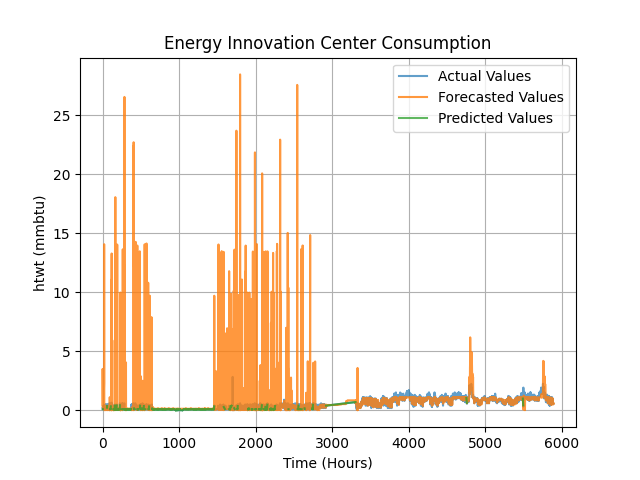 Energy Innovation Center Consumption
Actual Values
Forecasted Values
Predicted Values
25
20
15
10
5
0
htwt (mmbtu)
0 1000 2000 3000 4000 5000 6000
Time (Hours)